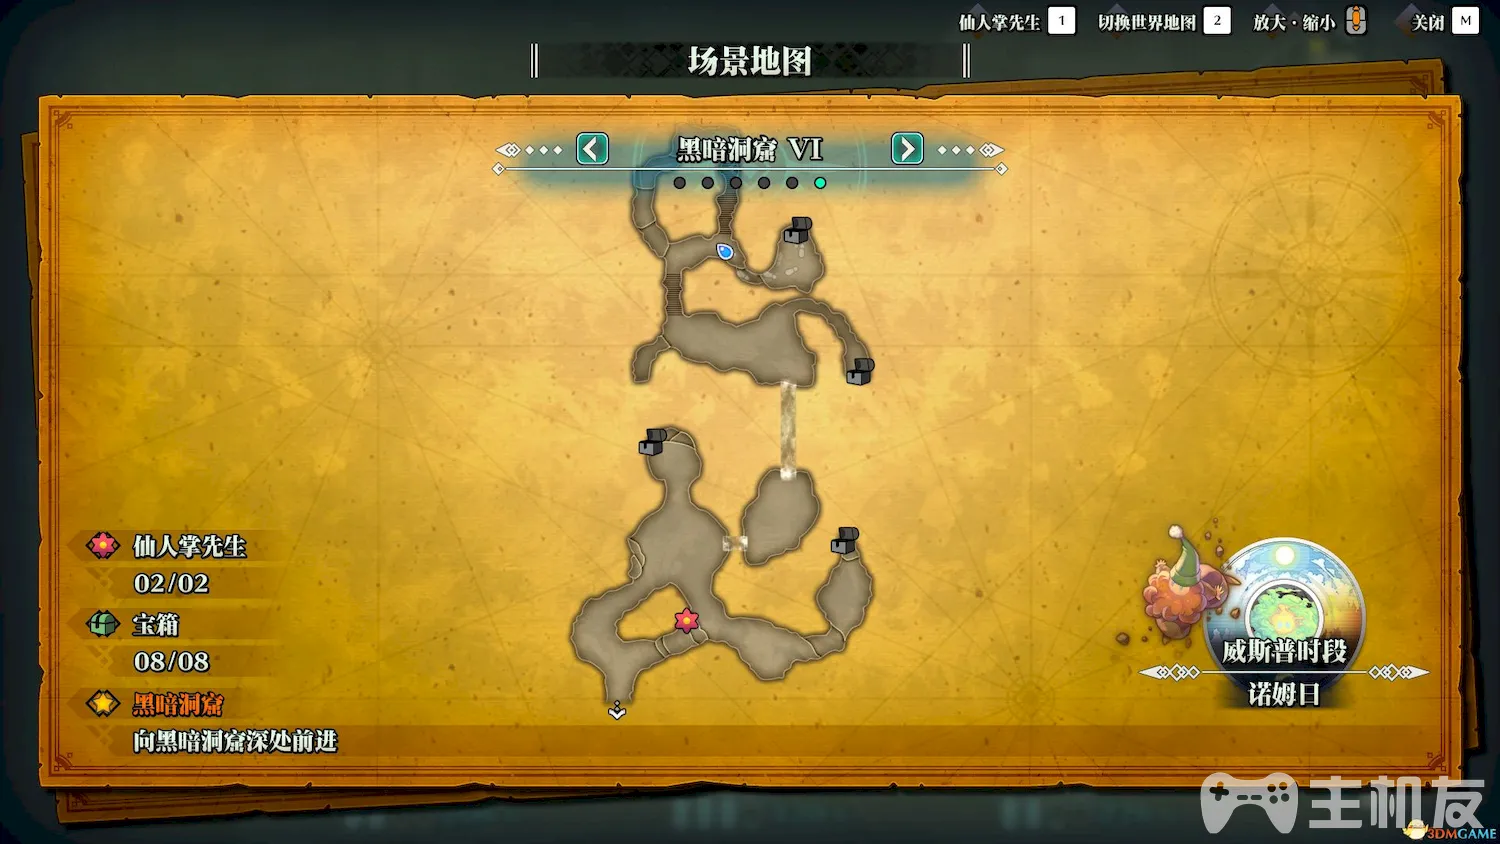 仙人掌先生 1 切换世界地图 2 放大·缩小 关闭 M
场景地图
黑暗洞窟 VI
仙人掌先生
02/02
宝箱
08/08
黑暗洞窟
向黑暗洞窟深处前进
威斯普时段
诺姆日
主机友
3DMGAME